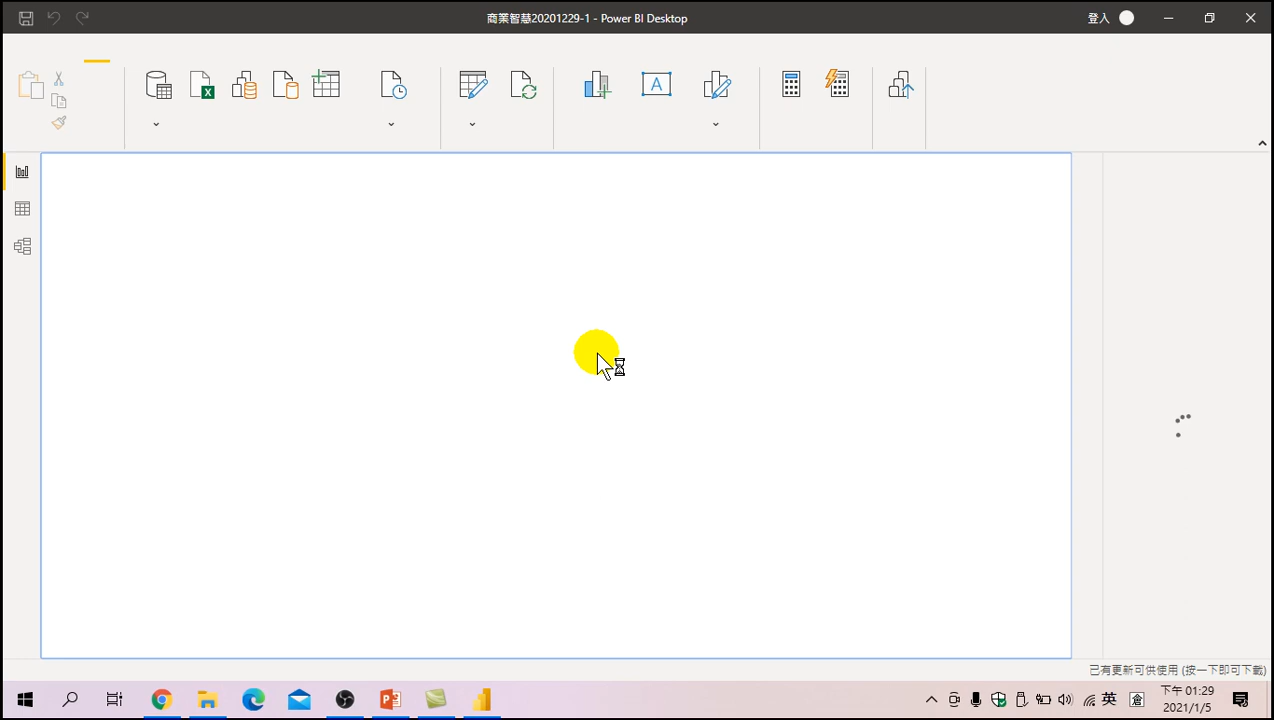 商業智慧20201229-1 - Power BI Desktop
登入
A
已有更新可供使用 (按一下即可下載)
英
倉
下午 01:29
2021/1/5